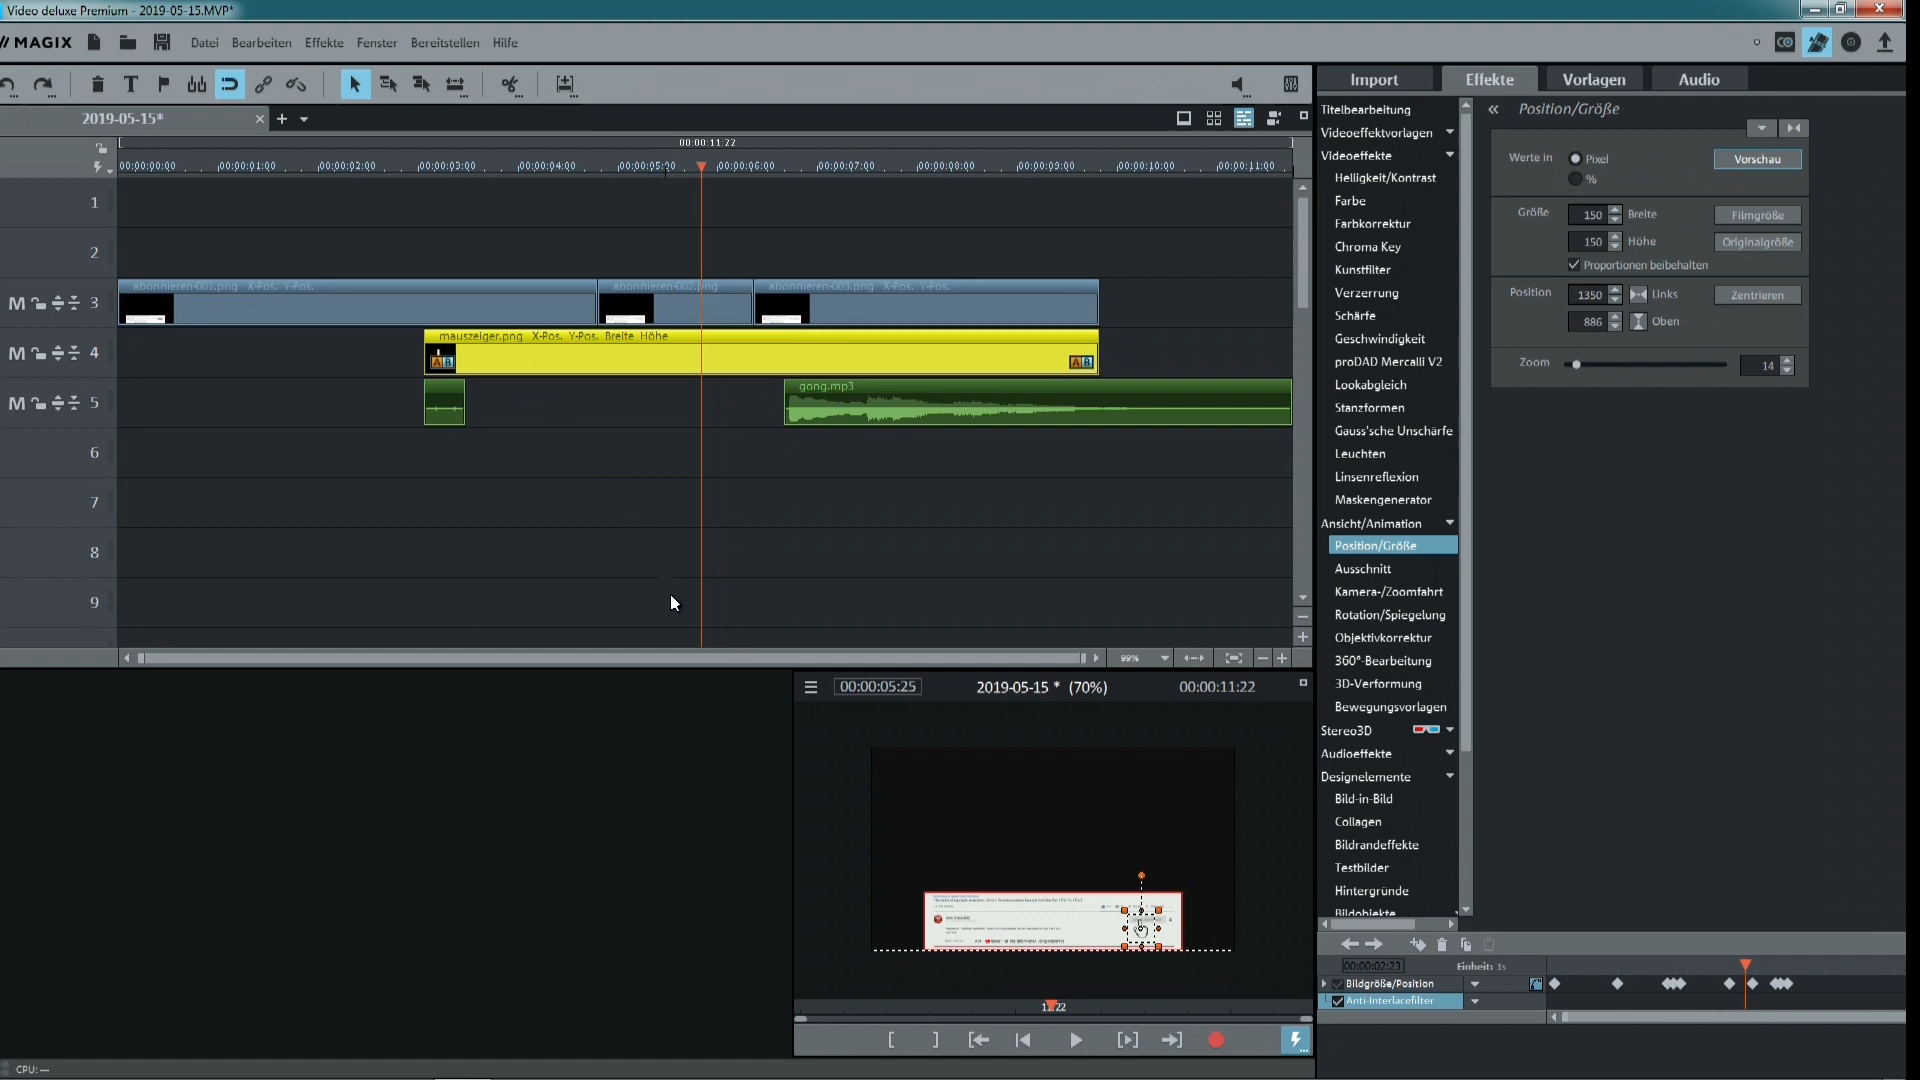 Video deluxe Premium - 2019-05-15.MVP*
MAGIX Datei Bearbeiten Effekte Fenster Bereitstellen Hilfe
2019-05-15*
00:00:11:22
00:00:00:00 00:00:01:00 00:00:02:00 00:00:03:00 00:00:04:00 00:00:05:00 00:00:06:00 00:00:07:00 00:00:08:00 00:00:09:00 00:00:10:00 00:00:11:00
1
2
abonnieren-001.png X-Pos. Y-Pos. abonnieren-002.png abonnieren-003.png X-Pos. Y-Pos.
M 3
mauszeiger.png X-Pos. Y-Pos. Breite Höhe
M 4
A B A B
gong.mp3
M 5
6
7
8
9
99%
00:00:05:25 2019-05-15 * (70%) 00:00:11:22
11:22
CPU: —
Import Effekte Vorlagen Audio
Titelbearbeitung
Videoeffektvorlagen
Videoeffekte
Helligkeit/Kontrast
Farbe
Farbkorrektur
Chroma Key
Kunstfilter
Verzerrung
Schärfe
Geschwindigkeit
proDAD Mercalli V2
Lookabgleich
Stanzformen
Gauss'sche Unschärfe
Leuchten
Linsenreflexion
Maskengenerator
Ansicht/Animation
Position/Größe
Ausschnitt
Kamera-/Zoomfahrt
Rotation/Spiegelung
Objektivkorrektur
360°-Bearbeitung
3D-Verformung
Bewegungsvorlagen
Stereo3D
Audioeffekte
Designelemente
Bild-in-Bild
Collagen
Bildrandeffekte
Testbilder
Hintergründe
Bildobjekte
Position/Größe
Werte in Pixel Vorschau
%
Größe 150 Breite Filmgröße
150 Höhe Originalgröße
Proportionen beibehalten
Position 1350 Links Zentrieren
886 Oben
Zoom 14
00:00:02:23 Einheit: 1s
Bildgröße/Position
Anti-Interlacefilter